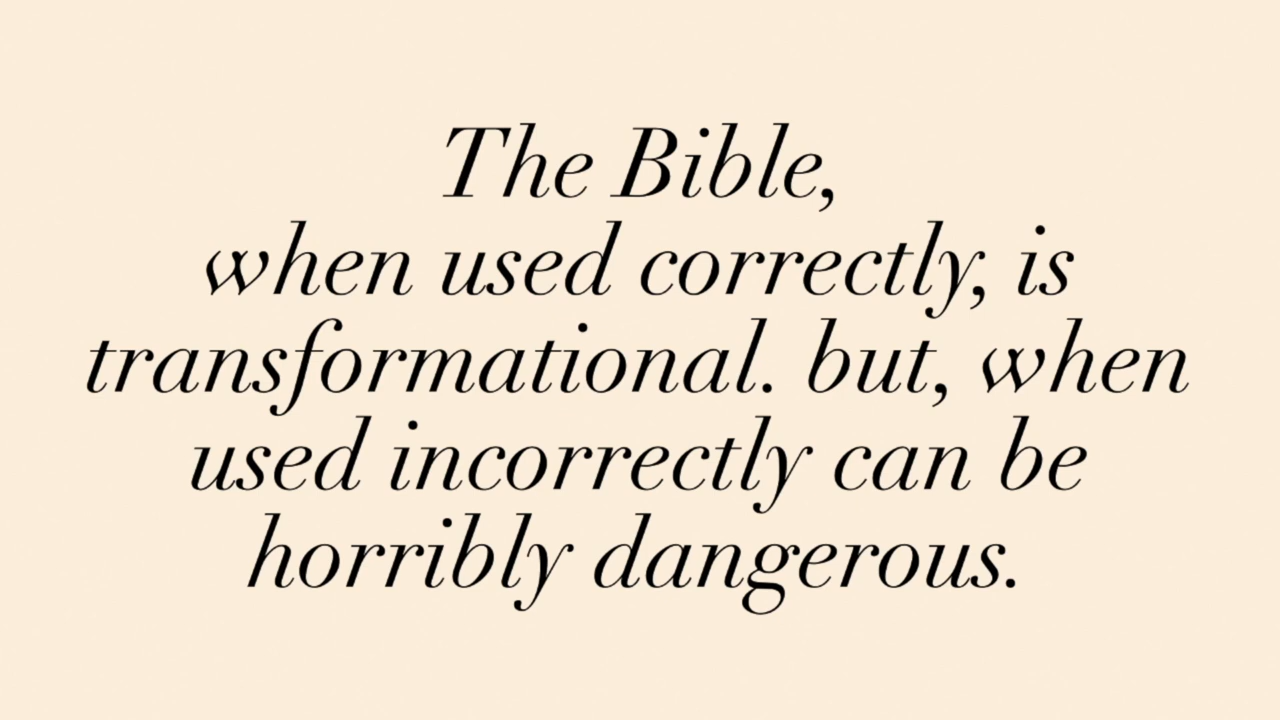 The Bible,
when used correctly, is
transformational. but, when
used incorrectly can be
horribly dangerous.